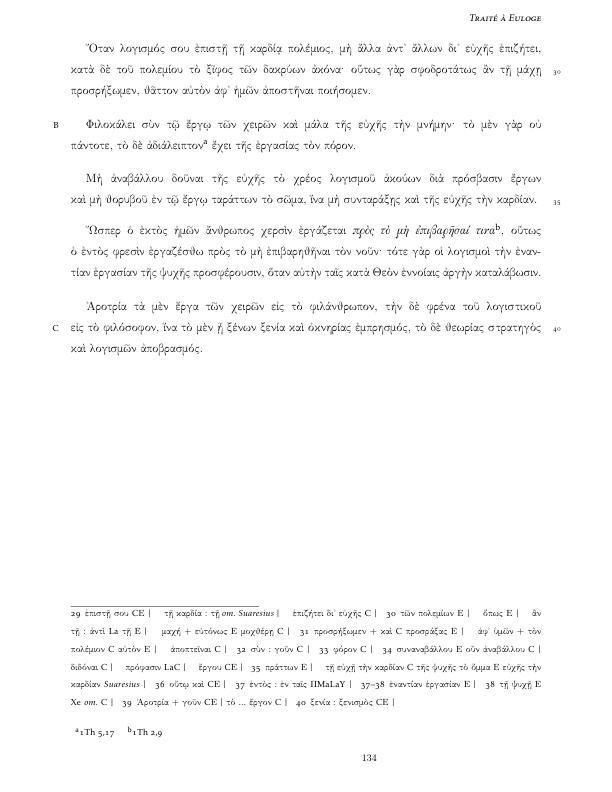 Traité à Euloge
Ὅταν λογισμός σου ἐπιστῇ τῇ καρδίᾳ πολέμιος, μὴ ἄλλα ἀντ’ ἄλλων δι’ εὐχῆς ἐπιζήτει,
κατὰ δὲ τοῦ πολεμίου τὸ ξίφος τῶν δακρύων ἀκόνα· οὕτως γὰρ σφοδροτάτως ἂν τῇ μάχῃ 30
προσρήξωμεν, θᾶττον αὐτὸν ἀφ’ ἡμῶν ἀποστῆναι ποιήσομεν.
B Φιλοκάλει σὺν τῷ ἔργῳ τῶν χειρῶν καὶ μάλα τῆς εὐχῆς τὴν μνήμην· τὸ μὲν γὰρ οὐ
πάντοτε, τὸ δὲ ἀδιάλειπτονa ἔχει τῆς ἐργασίας τὸν πόρον.
Μὴ ἀναβάλλου δοῦναι τῆς εὐχῆς τὸ χρέος λογισμοῦ ἀκούων διὰ πρόσβασιν ἔργων
καὶ μὴ θορυβοῦ ἐν τῷ ἔργῳ ταράττων τὸ σῶμα, ἵνα μὴ συνταράξῃς καὶ τῆς εὐχῆς τὴν καρδίαν. 35
Ὥσπερ ὁ ἐκτὸς ἡμῶν ἄνθρωπος χερσὶν ἐργάζεται πρὸς τὸ μὴ ἐπιβαρῆσαί τιναb, οὕτως
ὁ ἐντὸς φρεσὶν ἐργαζέσθω πρὸς τὸ μὴ ἐπιβαρηθῆναι τὸν νοῦν· τότε γὰρ οἱ λογισμοὶ τὴν ἐναν-
τίαν ἐργασίαν τῆς ψυχῆς προσφέρουσιν, ὅταν αὐτὴν ταῖς κατὰ Θεὸν ἐννοίαις ἀργὴν καταλάβωσιν.
Ἀροτρία τὰ μὲν ἔργα τῶν χειρῶν εἰς τὸ φιλάνθρωπον, τὴν δὲ φρένα τοῦ λογιστικοῦ
C εἰς τὸ φιλόσοφον, ἵνα τὸ μὲν ᾖ ξένων ξενία καὶ ὀκνηρίας ἐμπρησμός, τὸ δὲ θεωρίας στρατηγὸς 40
καὶ λογισμῶν ἀποβρασμός.
29 ἐπιστῇ σου CE | τῇ καρδία : τῇ om. Suaresius | ἐπιζήτει δι’ εὐχῆς C | 30 τῶν πολεμίων E | ὅπως E | ἂν
τῇ : ἀντὶ La τῇ E | μαχή + εὐτόνως E μοχθέρῃ C | 31 προσρήξωμεν + καὶ C προσράξας E | ἀφ’ ὑμῶν + τὸν
πολέμιον C αὐτὸν E | ἀποπτεῖναι C | 32 σὺν : γοῦν C | 33 φόρον C | 34 συναναβάλλου E οὖν ἀναβάλλου C |
διδόναι C | πρόφασιν LaC | ἔργου CE | 35 πράττων E | τῇ εὐχῇ τὴν καρδίαν C τῆς ψυχῆς τὸ ὄμμα E εὐχῆς τὴν
καρδίαν Suaresius | 36 οὕτω καὶ CE | 37 ἐντὸς : ἐν ταῖς IIMaLaY | 37–38 ἐναντίαν ἐργασίαν E | 38 τῇ ψυχῇ E
Xe om. C | 39 Ἀροτρία + γοῦν CE | τὸ ... ἔργον C | 40 ξενία : ξενισμὸς CE |
a1Th 5,17 b1Th 2,9
134